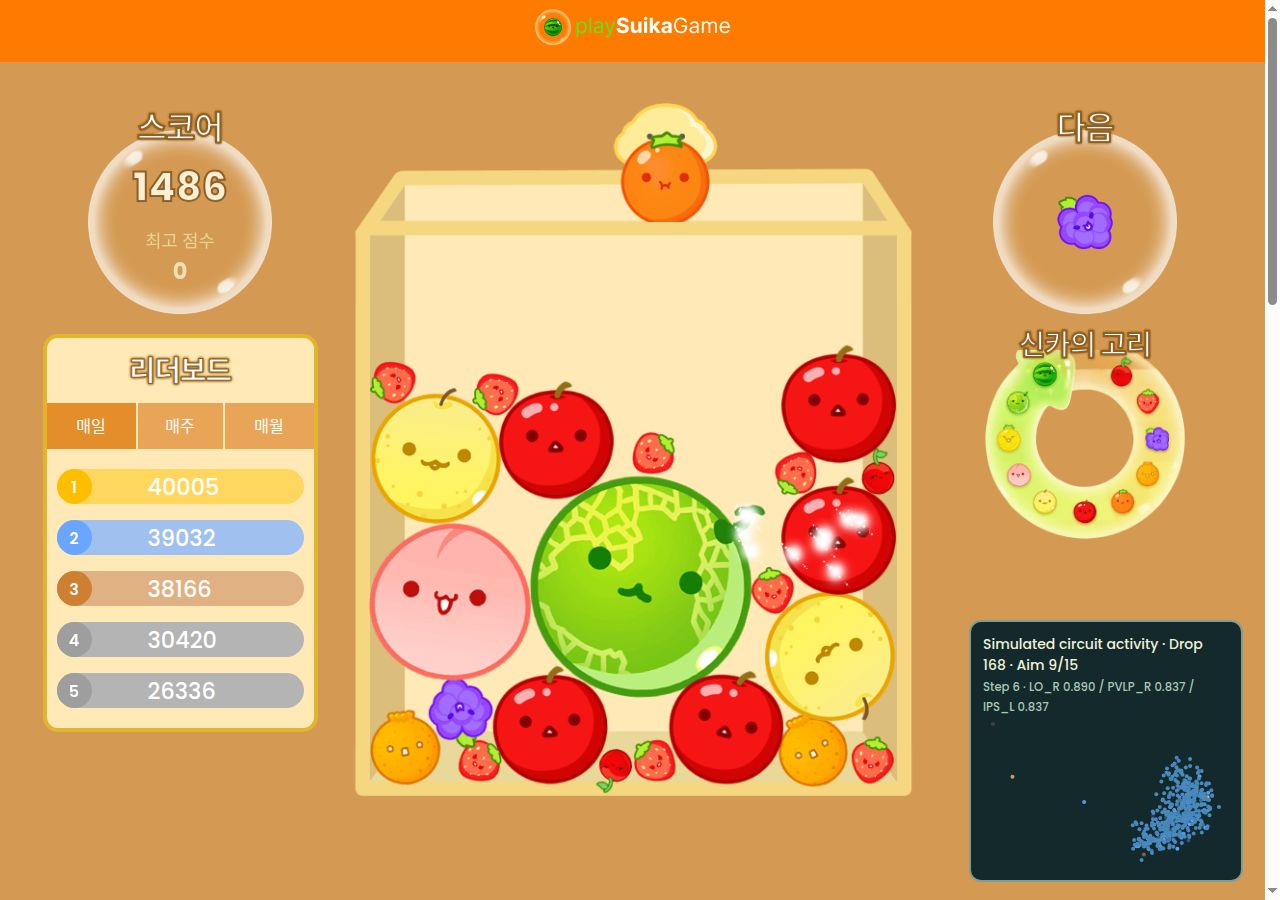 playSuikaGame
스코어
1486
최고 점수
0
다음
신카의 고리
리더보드
매일 매주 매월
1 40005
2 39032
3 38166
4 30420
5 26336
Simulated circuit activity · Drop
168 · Aim 9/15
Step 6 · LO_R 0.890 / PVLP_R 0.837 /
IPS_L 0.837